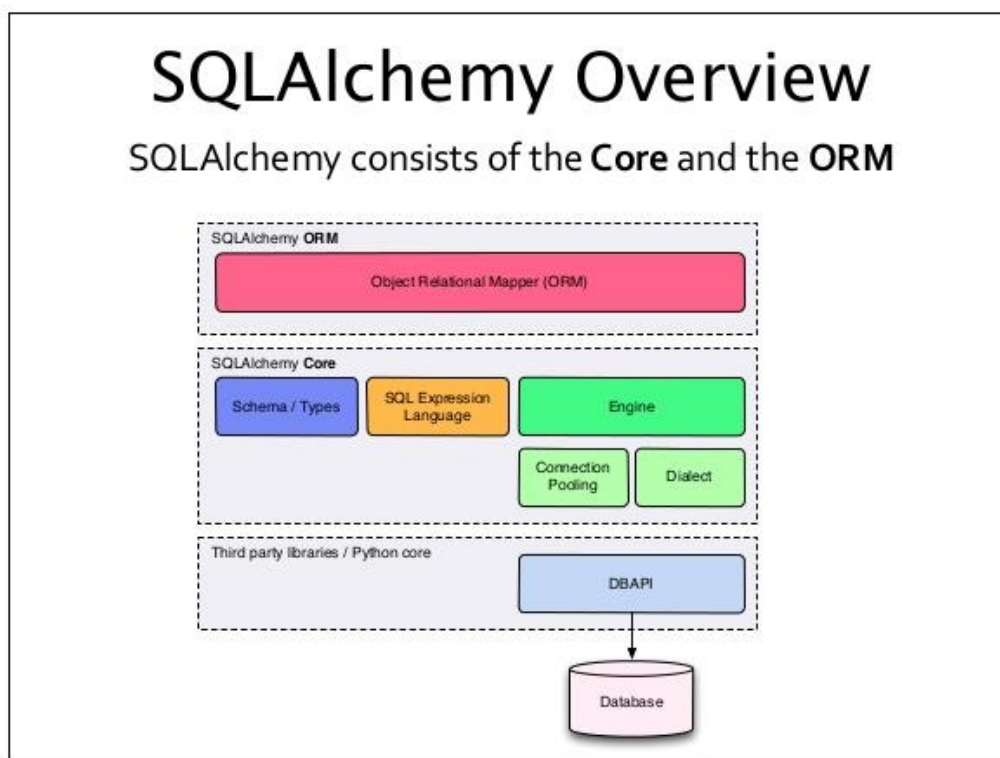 SQLAlchemy Overview
SQLAlchemy consists of the Core and the ORM
SQLAlchemy ORM
Object Relational Mapper (ORM)
SQLAlchemy Core
Schema / Types
SQL Expression
Language
Engine
Connection
Pooling
Dialect
Third party libraries / Python core
DBAPI
Database